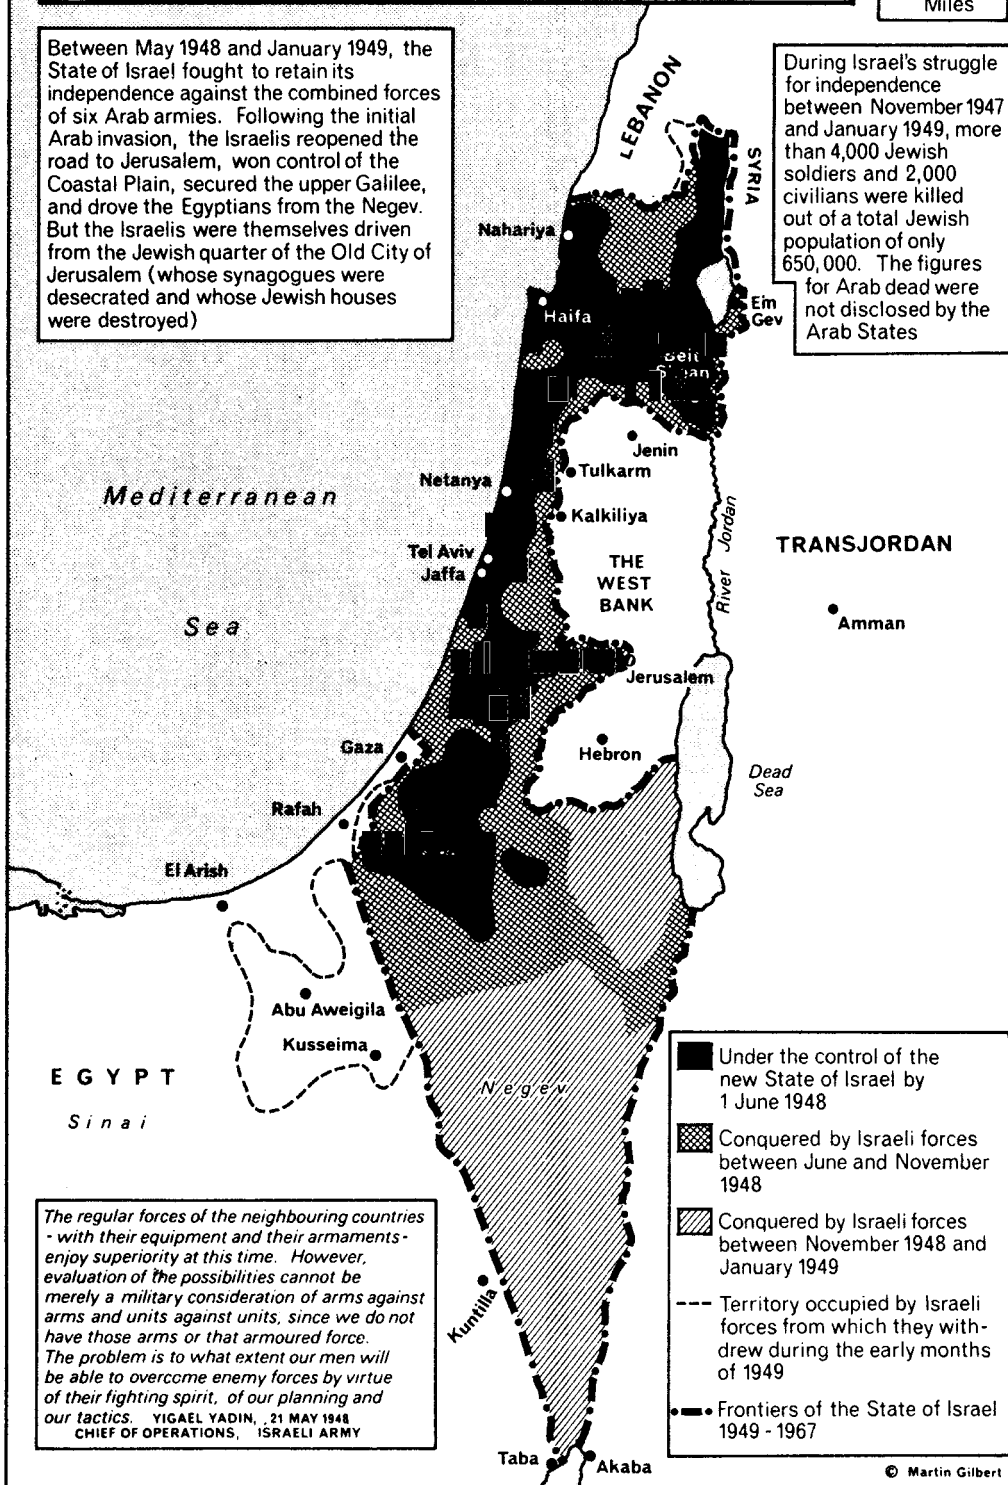 Miles
Between May 1948 and January 1949, the
State of Israel fought to retain its
independence against the combined forces
of six Arab armies. Following the initial
Arab invasion, the Israelis reopened the
road to Jerusalem, won control of the
Coastal Plain, secured the upper Galilee,
and drove the Egyptians from the Negev.
But the Israelis were themselves driven
from the Jewish quarter of the Old City of
Jerusalem (whose synagogues were
desecrated and whose Jewish houses
were destroyed)
During Israel's struggle
for independence
between November 1947
and January 1949, more
than 4,000 Jewish
soldiers and 2,000
civilians were killed
out of a total Jewish
population of only
650,000. The figures
for Arab dead were
not disclosed by the
Arab States
LEBANON
SYRIA
Nahariya
Haifa
Ein
Gev
Beit
Jenin
Tulkarm
Netanya
Kalkiliya
Mediterranean
Sea
Tel Aviv
Jaffa
THE
WEST
BANK
River Jordan
TRANSJORDAN
Amman
Jerusalem
Hebron
Gaza
Dead
Sea
Rafah
El Arish
Abu Aweigila
Kusseima
EGYPT
Sinai
Negev
Kuntilla
Taba
Akaba
The regular forces of the neighbouring countries
- with their equipment and their armaments -
enjoy superiority at this time. However,
evaluation of the possibilities cannot be
merely a military consideration of arms against
arms and units against units, since we do not
have those arms or that armoured force.
The problem is to what extent our men will
be able to overcome enemy forces by virtue
of their fighting spirit, of our planning and
our tactics. YIGAEL YADIN, 21 MAY 1948
CHIEF OF OPERATIONS, ISRAELI ARMY
Under the control of the
new State of Israel by
1 June 1948
Conquered by Israeli forces
between June and November
1948
Conquered by Israeli forces
between November 1948 and
January 1949
Territory occupied by Israeli
forces from which they with-
drew during the early months
of 1949
Frontiers of the State of Israel
1949 - 1967
© Martin Gilbert